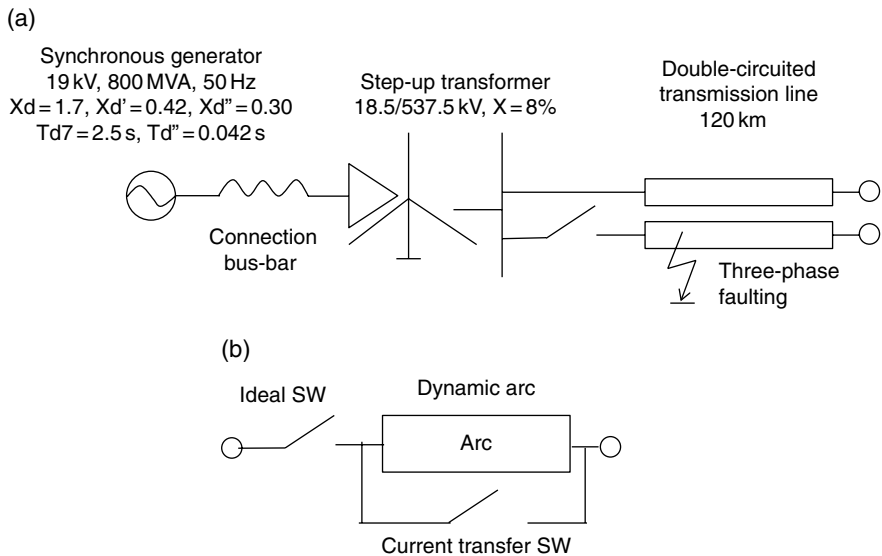 (a)
Synchronous generator
19 kV, 800 MVA, 50 Hz
Xd = 1.7, Xd' = 0.42, Xd" = 0.30
Td7 = 2.5 s, Td" = 0.042 s
Step-up transformer
18.5/537.5 kV, X = 8%
Double-circuited
transmission line
120 km
Connection
bus-bar
Three-phase
faulting
(b)
Ideal SW
Dynamic arc
Arc
Current transfer SW